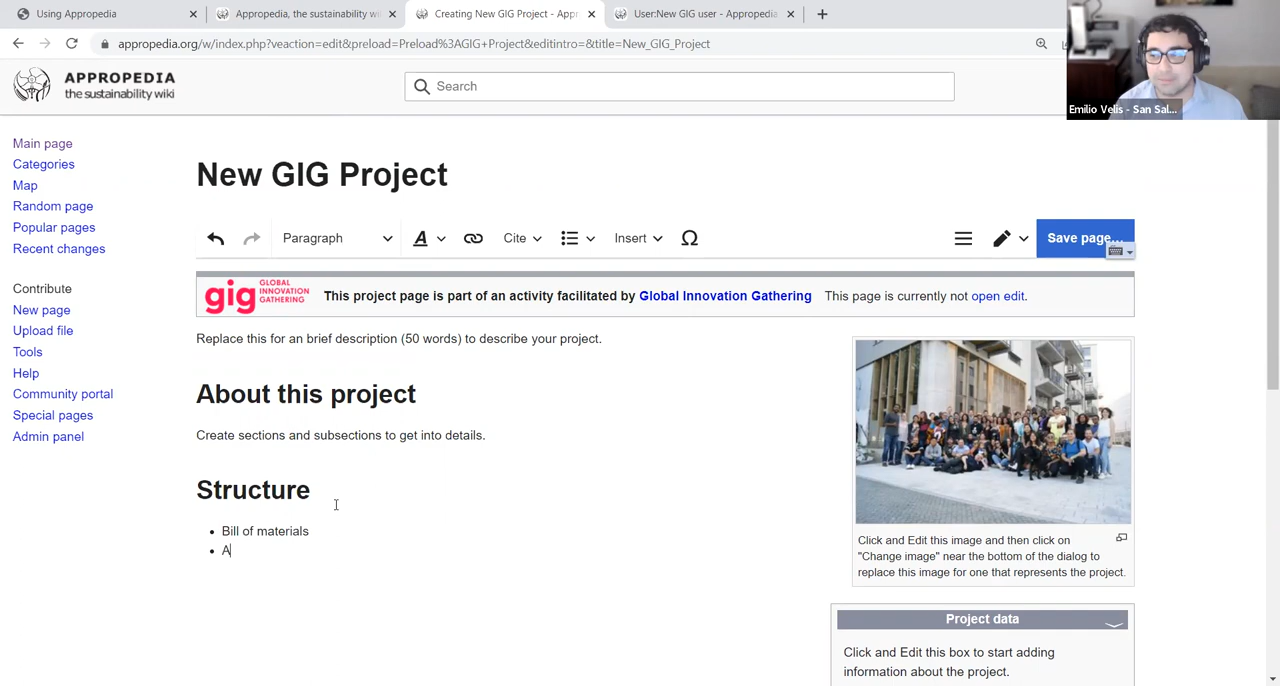 Using Appropedia
Appropedia, the sustainability wi
Creating New GIG Project - Appr
User:New GIG user - Appropedia
appropedia.org/w/index.php?veaction=edit&preload=Preload%3AGIG+Project&editintro=&title=New_GIG_Project
Emilio Velis - San Sal...
APPROPEDIA
the sustainability wiki
Search
Main page
Categories
Map
Random page
Popular pages
Recent changes
Contribute
New page
Upload file
Tools
Help
Community portal
Special pages
Admin panel
New GIG Project
Paragraph
A
Cite
Insert
Ω
Save page...
gig GLOBAL
INNOVATION
GATHERING
This project page is part of an activity facilitated by Global Innovation Gathering This page is currently not open edit.
Replace this for an brief description (50 words) to describe your project.
About this project
Create sections and subsections to get into details.
Structure
• Bill of materials
• A
Click and Edit this image and then click on
"Change image" near the bottom of the dialog to
replace this image for one that represents the project.
Project data
Click and Edit this box to start adding
information about the project.